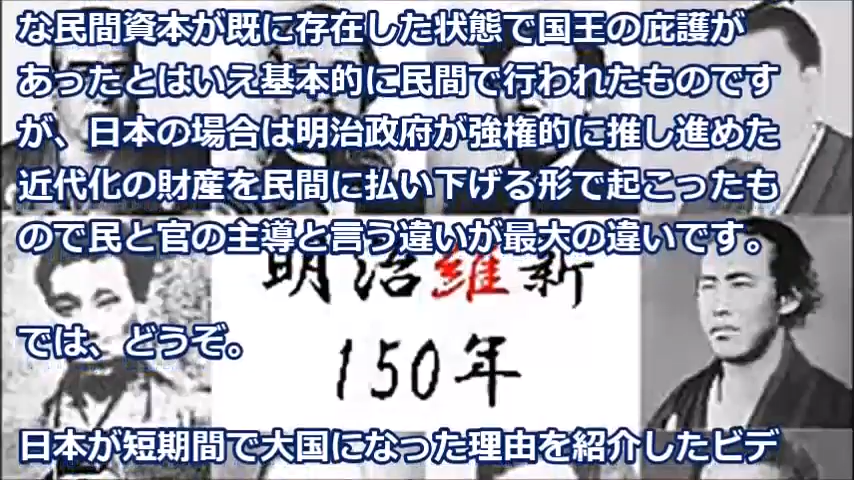 な民間資本が既に存在した状態で国王の庇護が
あったとはいえ基本的に民間で行われたものです
が、日本の場合は明治政府が強権的に推し進めた
近代化の財産を民間に払い下げる形で起こったも
ので民と官の主導と言う違いが最大の違いです。
明治維新
では、どうぞ。
150年
日本が短期間で大国になった理由を紹介したビデ